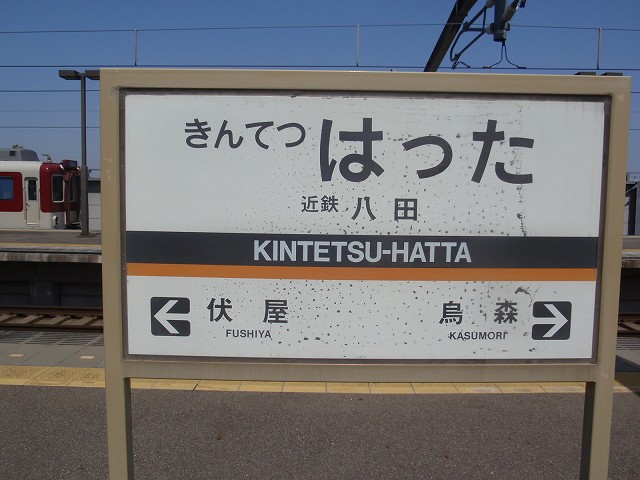 きんてつ はった
近鉄 八田
KINTETSU-HATTA
伏屋 烏森
FUSHIYA KASUMORI